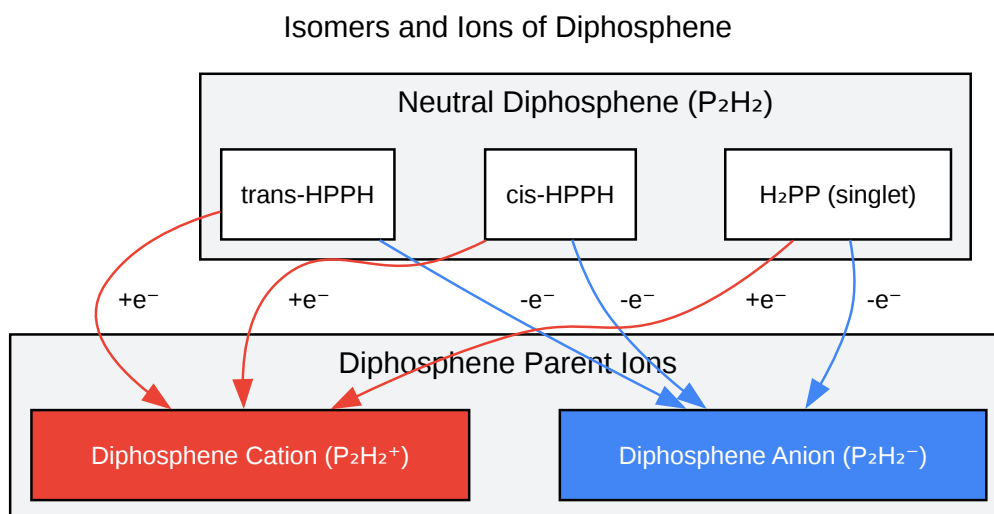 Isomers and Ions of Diphosphene
Neutral Diphosphene (P₂H₂)
trans-HPPH
cis-HPPH
H₂PP (singlet)
+e⁻
+e⁻
-e⁻
-e⁻
+e⁻
-e⁻
Diphosphene Parent Ions
Diphosphene Cation (P₂H₂⁺)
Diphosphene Anion (P₂H₂⁻)